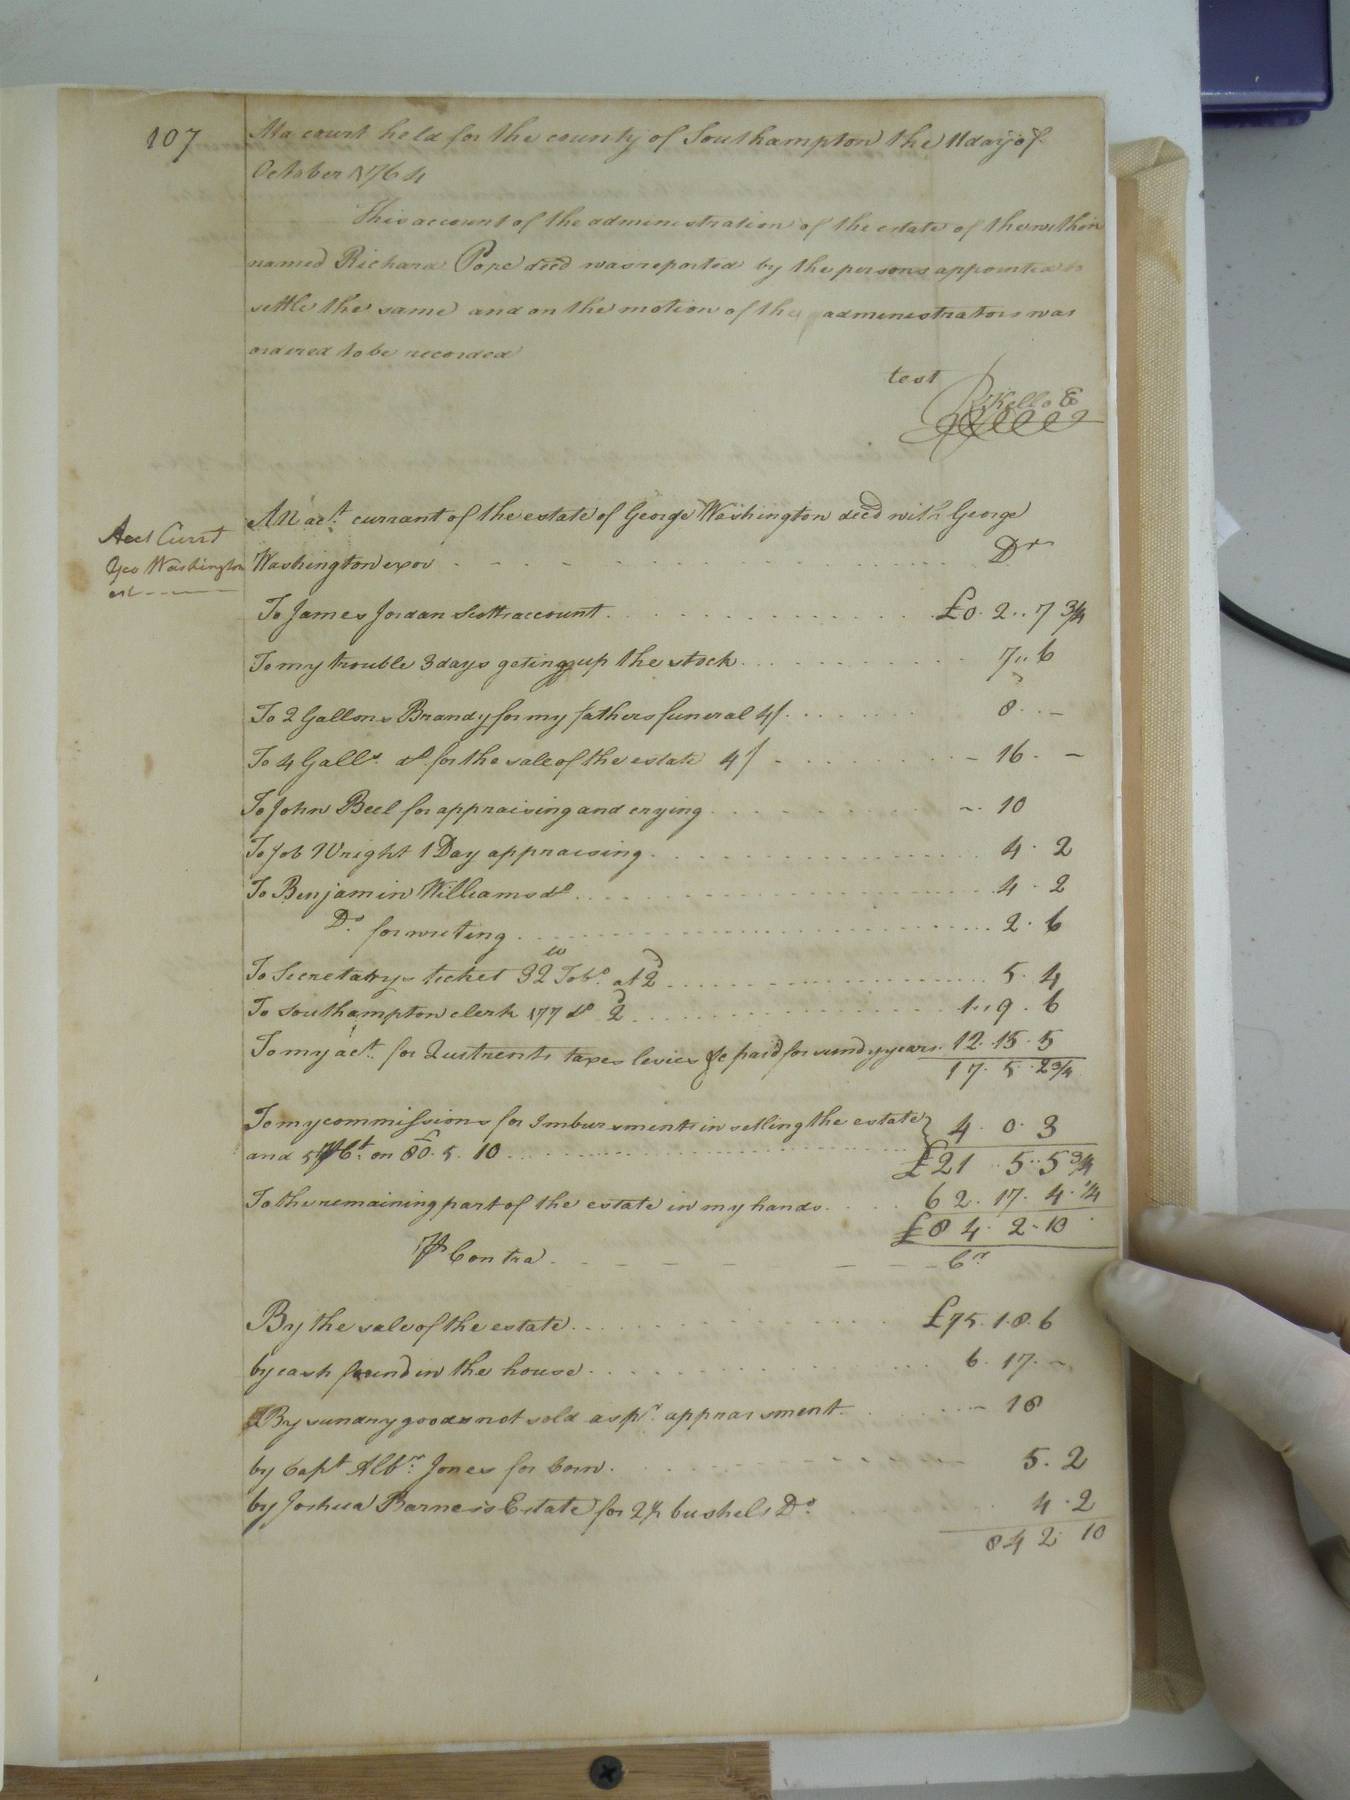 107
At a court held for the county of Southampton the 11 day of
October 1764
This account of the administration of the estate of the within
named Richard Pope decd was reported by the persons appointed to
settle the same and on the motion of the administrators was
ordered to be recorded
test
R Kello
An act. currant of the estate of George Washington decd with George
Acct Currt
Geo Washington
est
Washington exor Dr
To James Jordan Scotts account £0.2..7 3/4
To my trouble 3 days geting up the stock 7,,6
To 2 Gallons Brandy for my fathers funeral 4/. 8 . -
To 4 Galls. do. for the sale of the estate 4/ - 16 . -
To John Beel for appraising and crying 10
To Job Wright 1 Day appraising 4 . 2
To Benjamin Williams do 4 . 2
Do. for writing 2 . 6
To Secretarys ticket 32 w Tobo. at 2d 5 . 4
To Southampton clerk 177 do 2d 1..9 . 6
To my act. for Quitrents taxes levies &c paid for sundry years 12 . 15 . 5
17 . 5 . 2 3/4
To my commissions for Imbursments in selling the estate } 4 . 0 . 3
and 5 P Ct. on £80.5.10
£21 .. 5 .. 5 3/4
To the remaining part of the estate in my hands 62 . 17 . 4 . 1/4
£84 . 2 . 10
P Contra Cr
By the sale of the estate £75.18.6
by cash found in the house 6 . 17 . -
By sundry goods not sold as pr. appraisment - 18
by Capt Albr. Jones for Corn 5 . 2
by Joshua Barnes's Estate for 2 1/2 bushels Do. 4 . 2
84 2 10